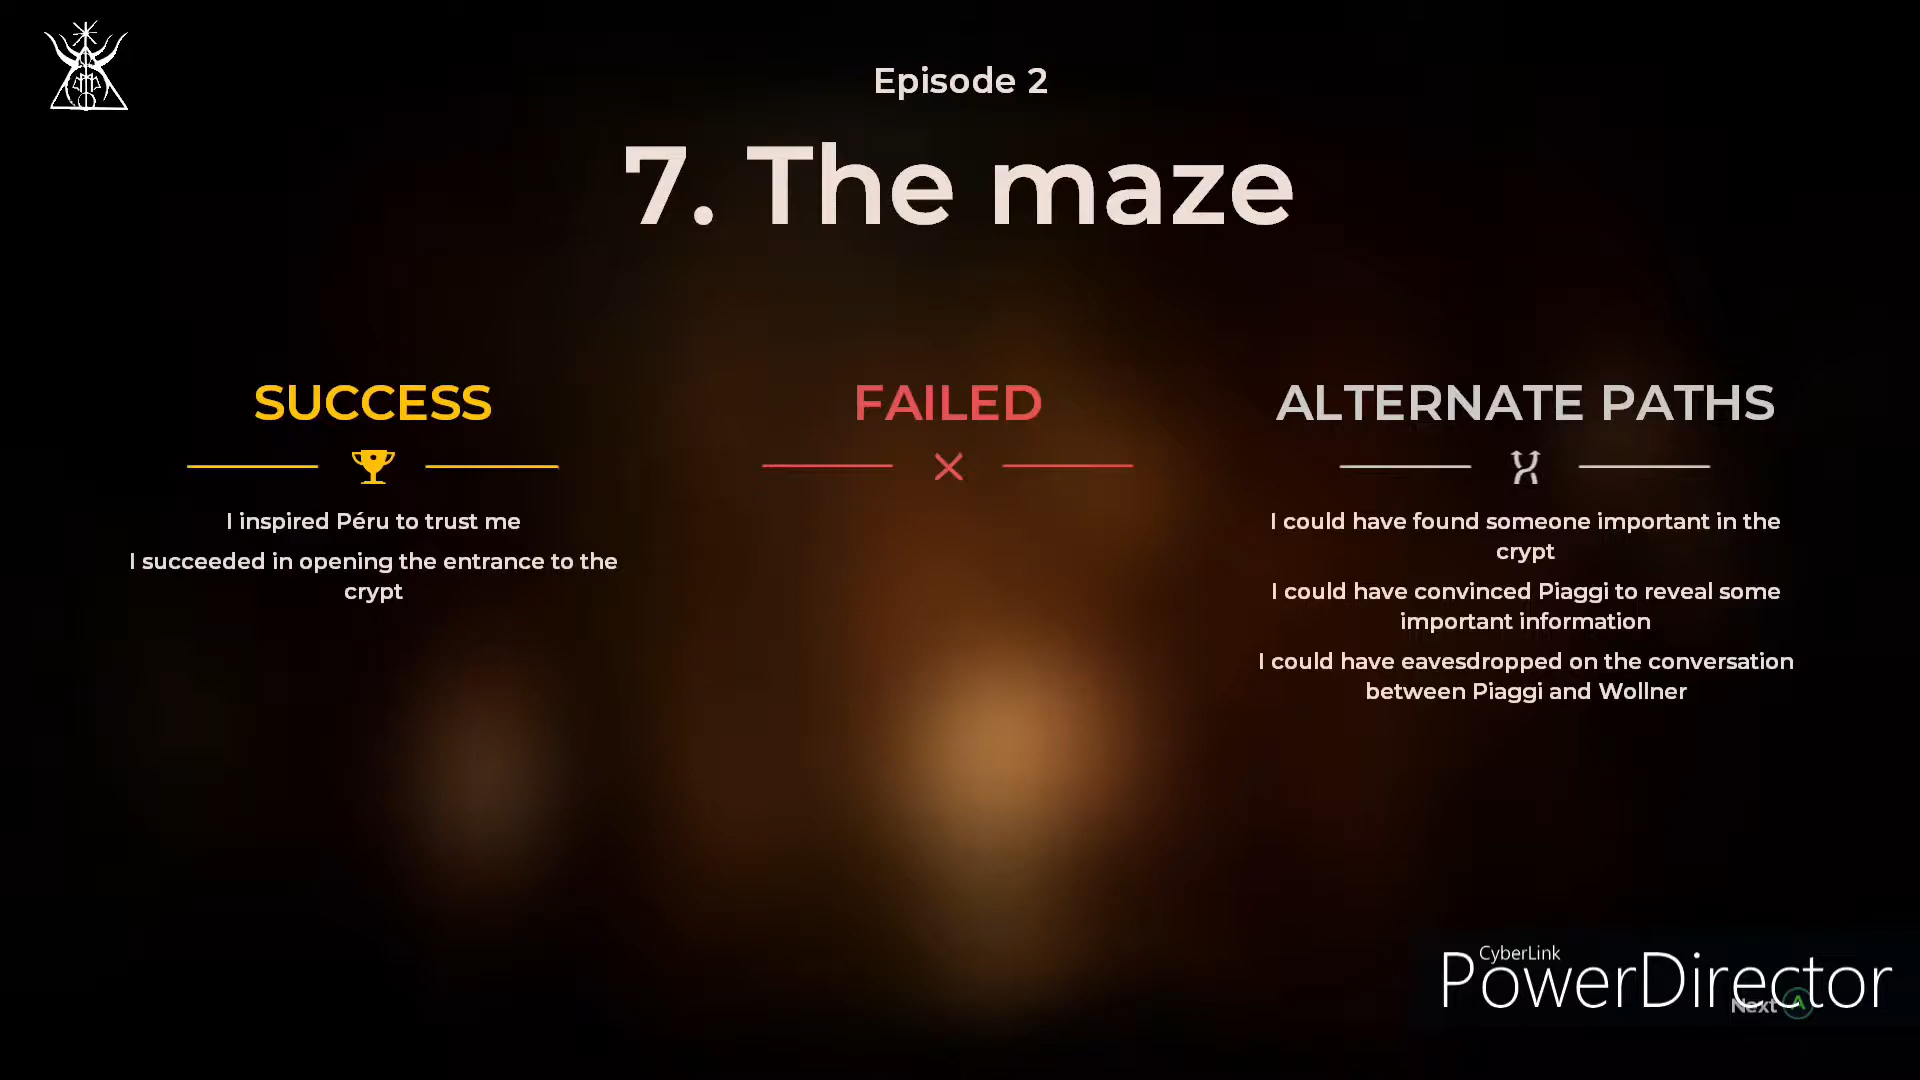 Episode 2
7. The maze
SUCCESS
I inspired Péru to trust me
I succeeded in opening the entrance to the
crypt
FAILED
ALTERNATE PATHS
I could have found someone important in the
crypt
I could have convinced Piaggi to reveal some
important information
I could have eavesdropped on the conversation
between Piaggi and Wollner
CyberLink
PowerDirector
Next A